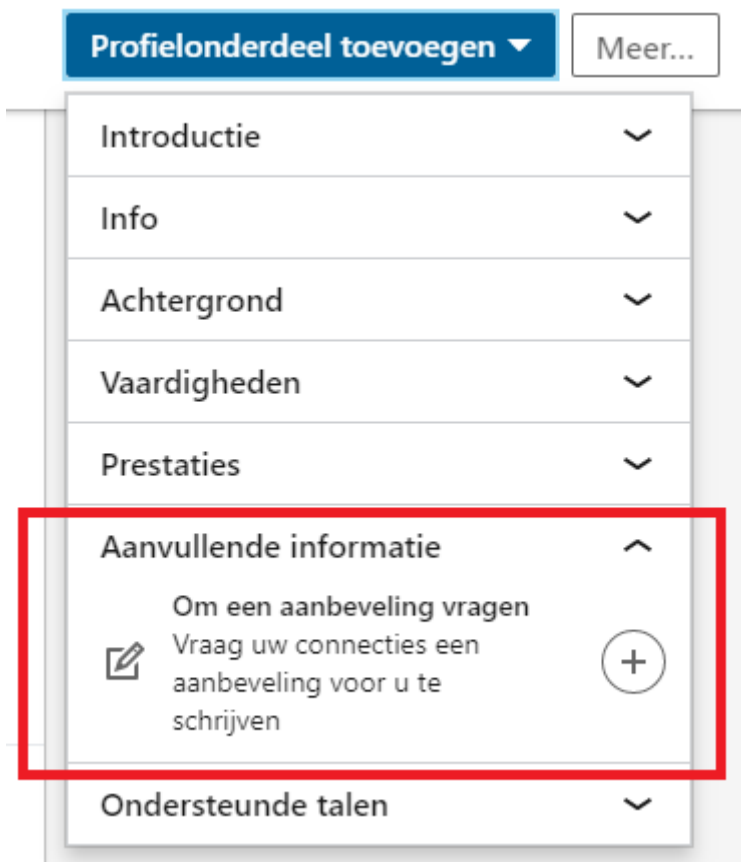 Profielonderdeel toevoegen
Meer...
Introductie
Info
Achtergrond
Vaardigheden
Prestaties
Aanvullende informatie
Om een aanbeveling vragen
Vraag uw connecties een
aanbeveling voor u te
schrijven
Ondersteunde talen